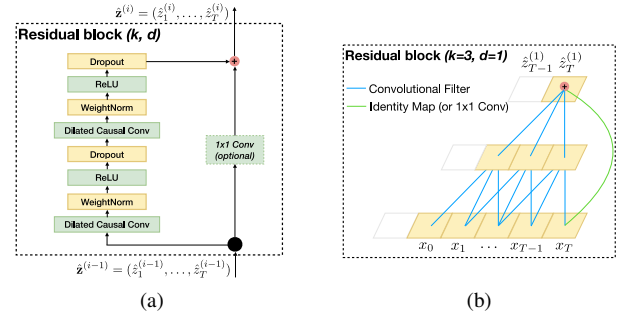 ẑ^(i) = (ẑ_1^(i), . . . , ẑ_T^(i))
Residual block (k, d)
Dropout
ReLU
WeightNorm
Dilated Causal Conv
Dropout
ReLU
WeightNorm
Dilated Causal Conv
+
1x1 Conv
(optional)
ẑ^(i−1) = (ẑ_1^(i−1), . . . , ẑ_T^(i−1))
(a)
Residual block (k=3, d=1)
ẑ_{T−1}^(1) ẑ_T^(1)
+
Convolutional Filter
Identity Map (or 1x1 Conv)
x_0 x_1 . . . x_{T−1} x_T
(b)